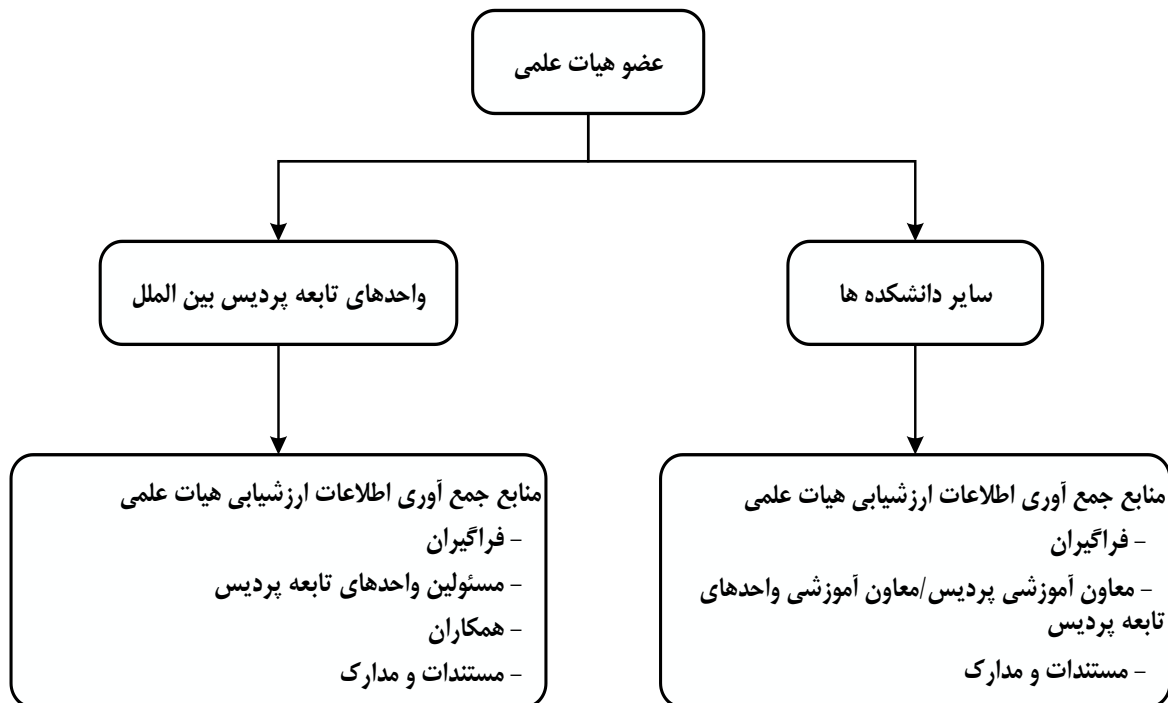 عضو هیات علمی
سایر دانشکده ها
واحدهای تابعه پردیس بین الملل
منابع جمع آوری اطلاعات ارزشیابی هیات علمی
- فراگیران
- معاون آموزشی پردیس/معاون آموزشی واحدهای
تابعه پردیس
- مستندات و مدارک
منابع جمع آوری اطلاعات ارزشیابی هیات علمی
- فراگیران
- مسئولین واحدهای تابعه پردیس
- همکاران
- مستندات و مدارک